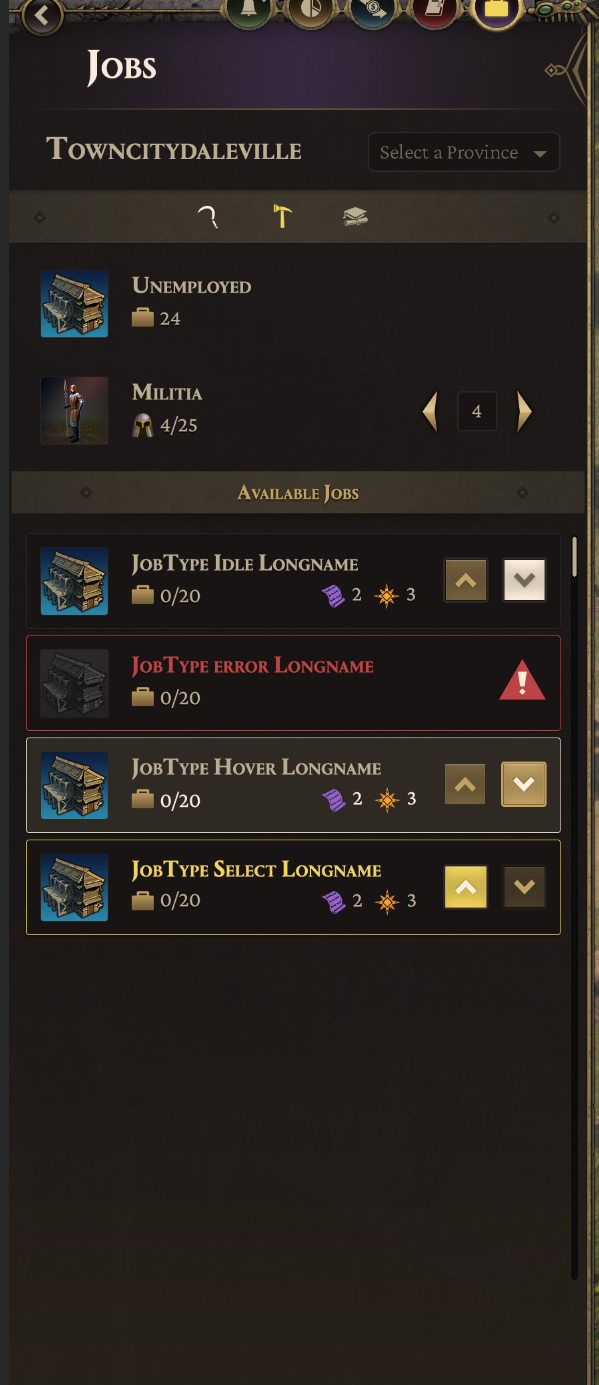 Jobs
Towncitydaleville
Select a Province
Unemployed
24
Militia
4/25
4
Available Jobs
JobType Idle Longname
0/20 2 3
JobType error Longname
0/20
JobType Hover Longname
0/20 2 3
JobType Select Longname
0/20 2 3